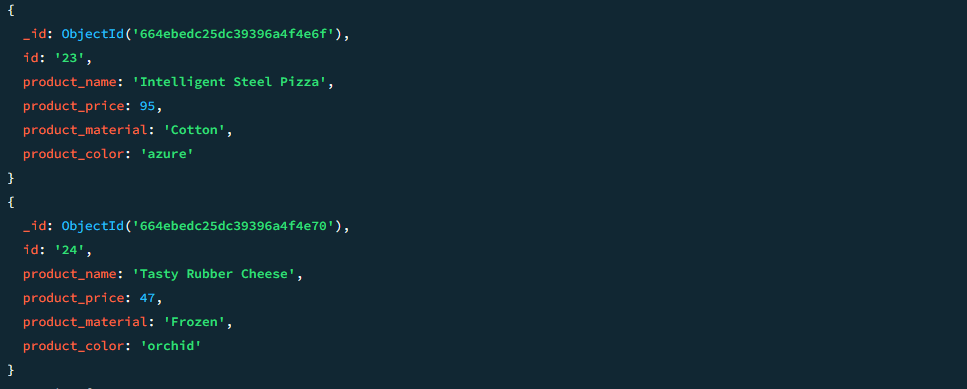 {
_id: ObjectId('664ebedc25dc39396a4f4e6f'),
id: '23',
product_name: 'Intelligent Steel Pizza',
product_price: 95,
product_material: 'Cotton',
product_color: 'azure'
}
{
_id: ObjectId('664ebedc25dc39396a4f4e70'),
id: '24',
product_name: 'Tasty Rubber Cheese',
product_price: 47,
product_material: 'Frozen',
product_color: 'orchid'
}